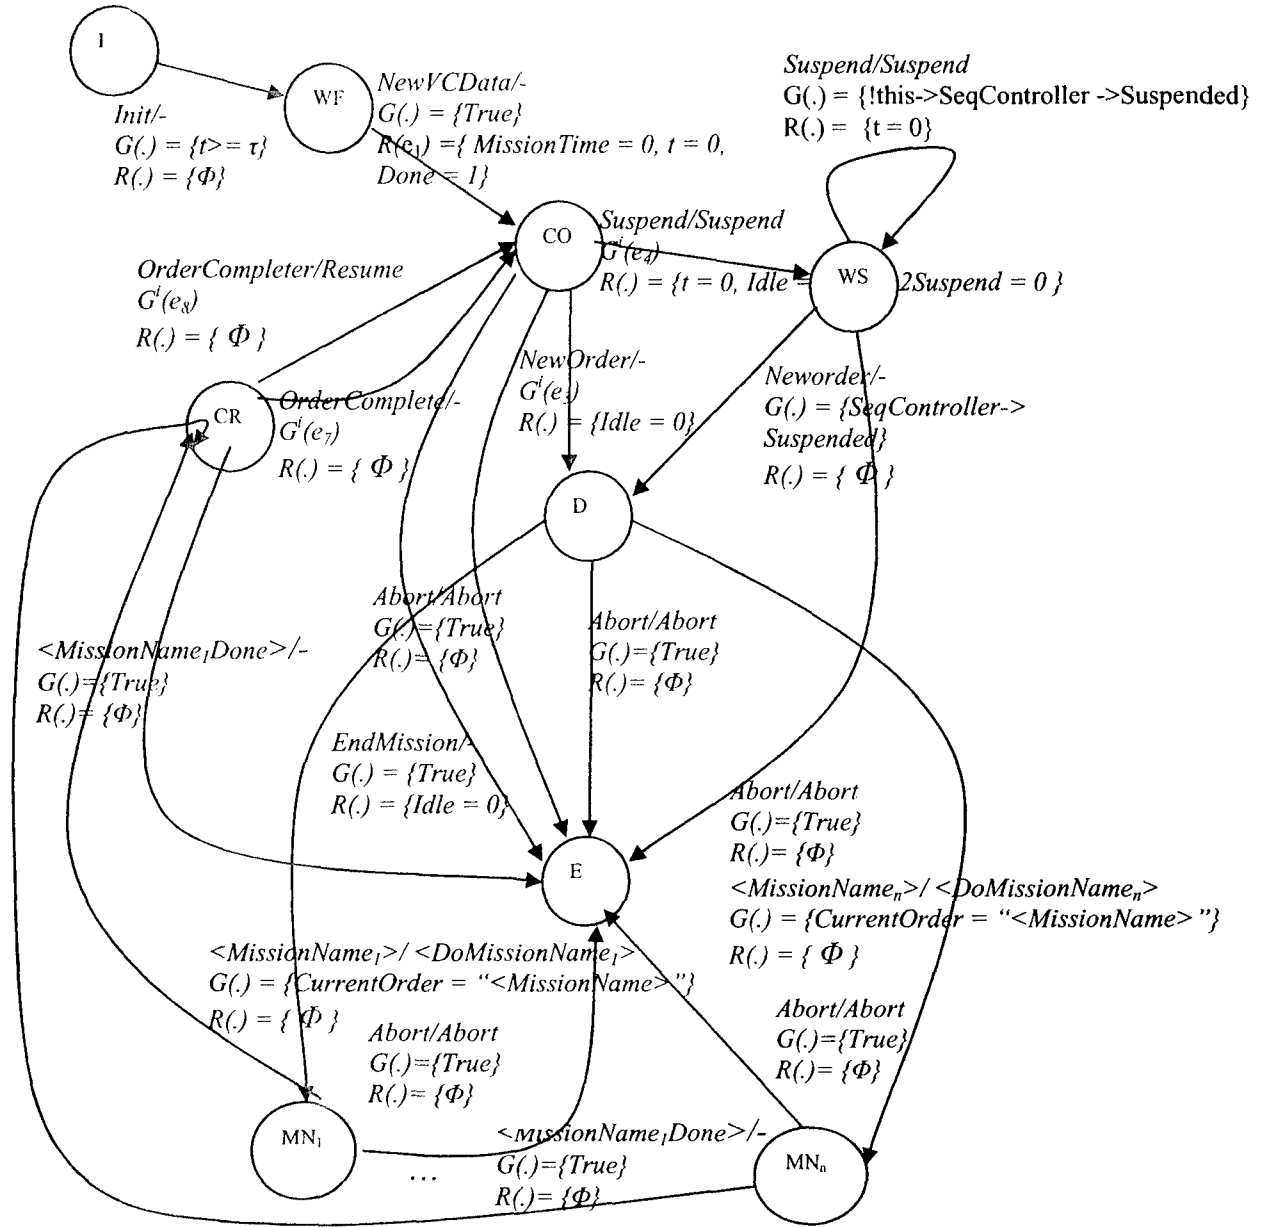 I
WF
Init/-
G(.) = {t>= τ}
R(.) = {Φ}
NewVCData/-
G(.) = {True}
R(e₁) ={ MissionTime = 0, t = 0,
Done = 1}
Suspend/Suspend
G(.) = {!this->SeqController ->Suspended}
R(.) = {t = 0}
CO
Suspend/Suspend
Gⁱ(e₄)
R(.) = {t = 0, Idle = 2Suspend = 0 }
WS
OrderCompleter/Resume
Gⁱ(e₈)
R(.) = { Φ }
CR
OrderComplete/-
Gⁱ(e₇)
R(.) = { Φ }
NewOrder/-
Gⁱ(e₃)
R(.) = {Idle = 0}
Neworder/-
G(.) = {SeqController->
Suspended}
R(.) = { Φ }
D
Abort/Abort
G(.)={True}
R(.)= {Φ}
Abort/Abort
G(.)={True}
R(.)= {Φ}
<MissionName₁Done>/-
G(.)={True}
R(.)= {Φ}
EndMission/-
G(.) = {True}
R(.) = {Idle = 0}
Abort/Abort
G(.)={True}
R(.)= {Φ}
E
<MissionNameₙ>/ <DoMissionNameₙ>
G(.) = {CurrentOrder = “<MissionName> ”}
R(.) = { Φ }
<MissionName₁>/ <DoMissionName₁>
G(.) = {CurrentOrder = “<MissionName> ”}
R(.) = { Φ }
Abort/Abort
G(.)={True}
R(.)= {Φ}
Abort/Abort
G(.)={True}
R(.)= {Φ}
MN₁
...
<MissionName₁Done>/-
G(.)={True}
R(.)= {Φ}
MNₙ